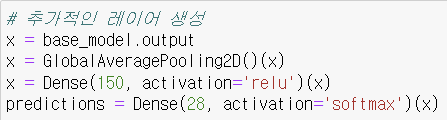 # 추가적인 레이어 생성
x = base_model.output
x = GlobalAveragePooling2D()(x)
x = Dense(150, activation='relu')(x)
predictions = Dense(28, activation='softmax')(x)